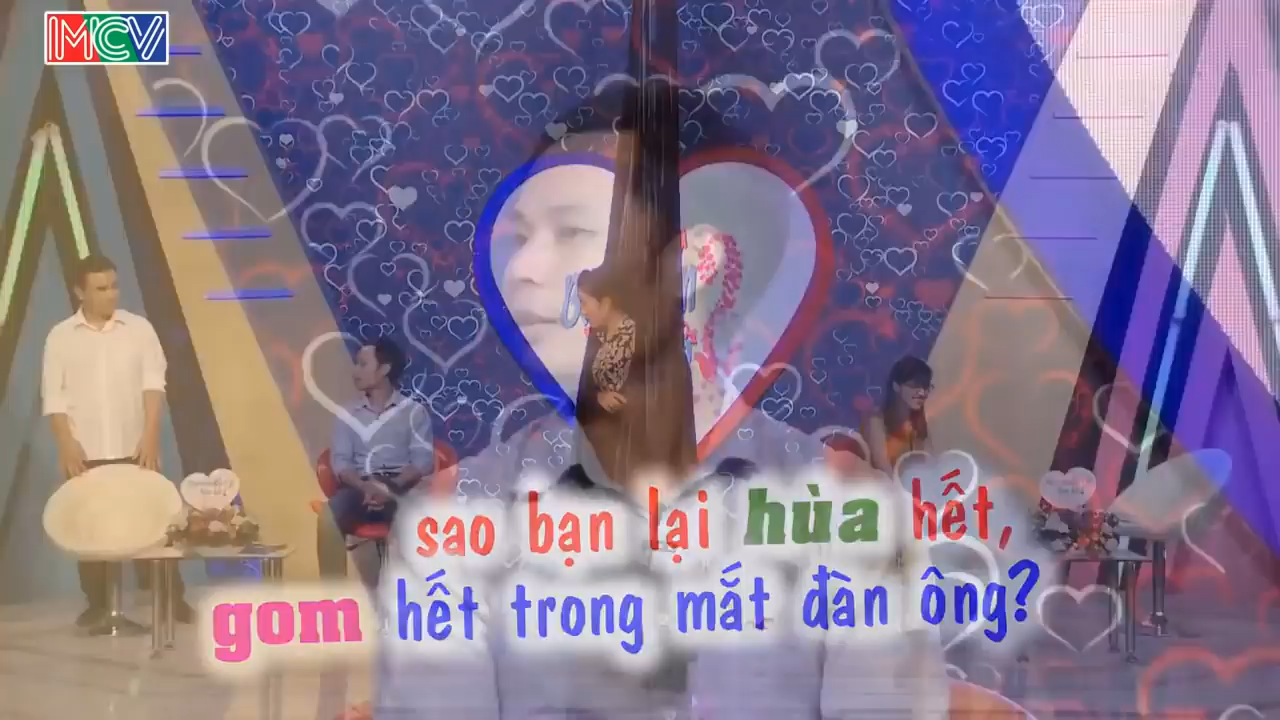 MCV
sao bạn lại hùa hết,
gom hết trong mắt đàn ông?